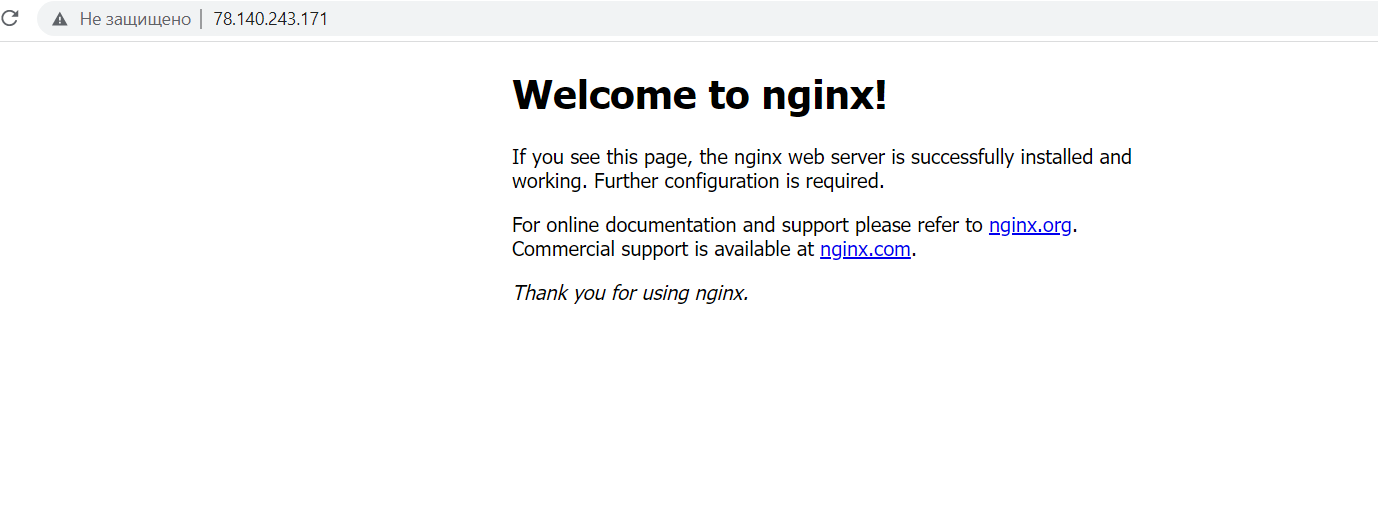 Не защищено | 78.140.243.171
Welcome to nginx!
If you see this page, the nginx web server is successfully installed and
working. Further configuration is required.
For online documentation and support please refer to nginx.org.
Commercial support is available at nginx.com.
Thank you for using nginx.